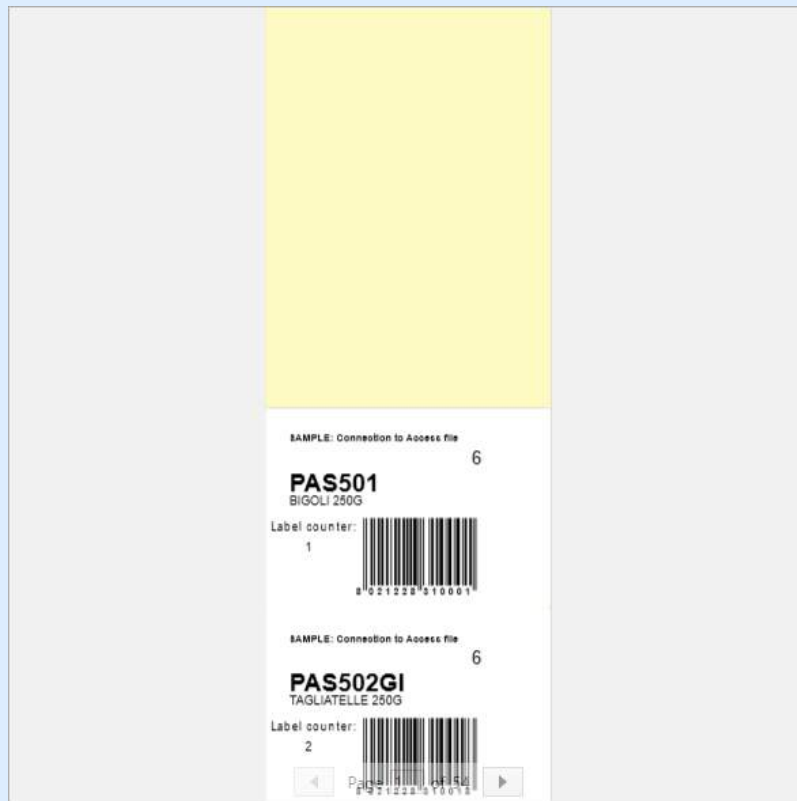 SAMPLE: Connection to Access file
6
PAS501
BIGOLI 250G
Label counter:
1
8 021228 310001
SAMPLE: Connection to Access file
6
PAS502GI
TAGLIATELLE 250G
Label counter:
2
Page 1 of 54